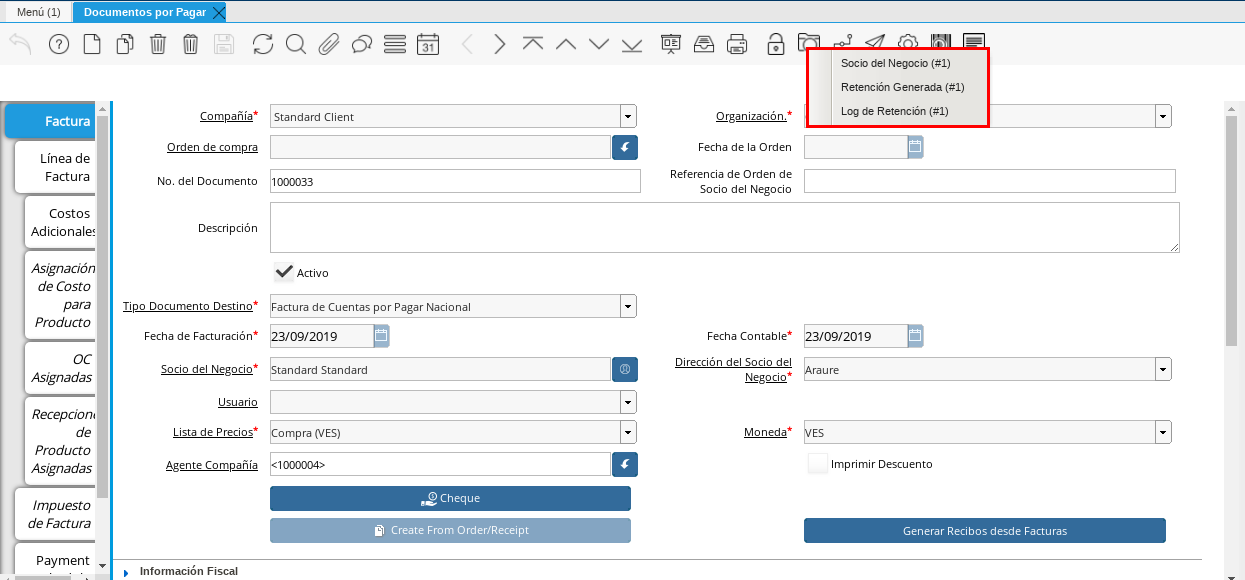 Menú (1)
Documentos por Pagar
31
Socio del Negocio (#1)
Retención Generada (#1)
Log de Retención (#1)
Factura
Línea de
Factura
Costos
Adicionales
Asignación
de Costo
para
Producto
OC
Asignadas
Recepcione
de
Producto
Asignadas
Impuesto
de Factura
Payment
Compañía*
Standard Client
Organización.*
Orden de compra
Fecha de la Orden
No. del Documento
1000033
Referencia de Orden de
Socio del Negocio
Descripción
Activo
Tipo Documento Destino*
Factura de Cuentas por Pagar Nacional
Fecha de Facturación*
23/09/2019
Fecha Contable*
23/09/2019
Socio del Negocio*
Standard Standard
Dirección del Socio del
Negocio*
Araure
Usuario
Lista de Precios*
Compra (VES)
Moneda*
VES
Agente Compañía
<1000004>
Imprimir Descuento
Cheque
Create From Order/Receipt
Generar Recibos desde Facturas
Información Fiscal